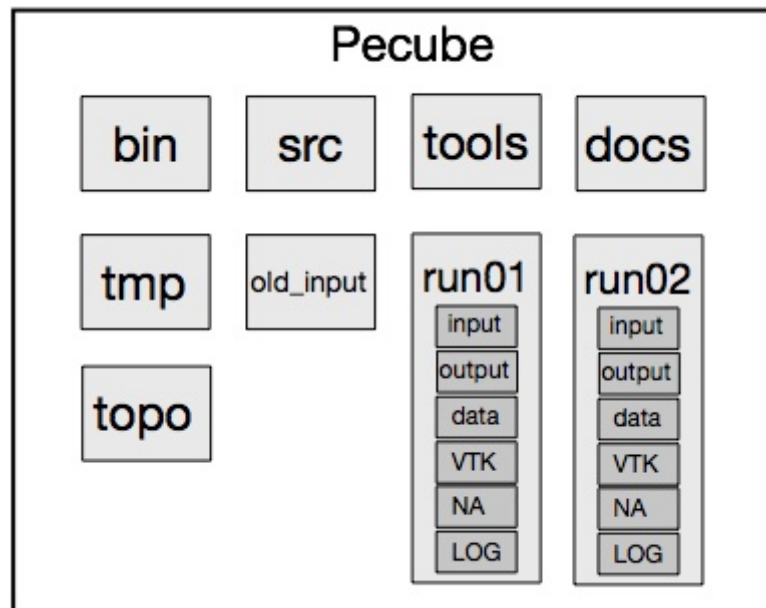 Pecube
bin
src
tools
docs
tmp
old_input
topo
run01
input
output
data
VTK
NA
LOG
run02
input
output
data
VTK
NA
LOG